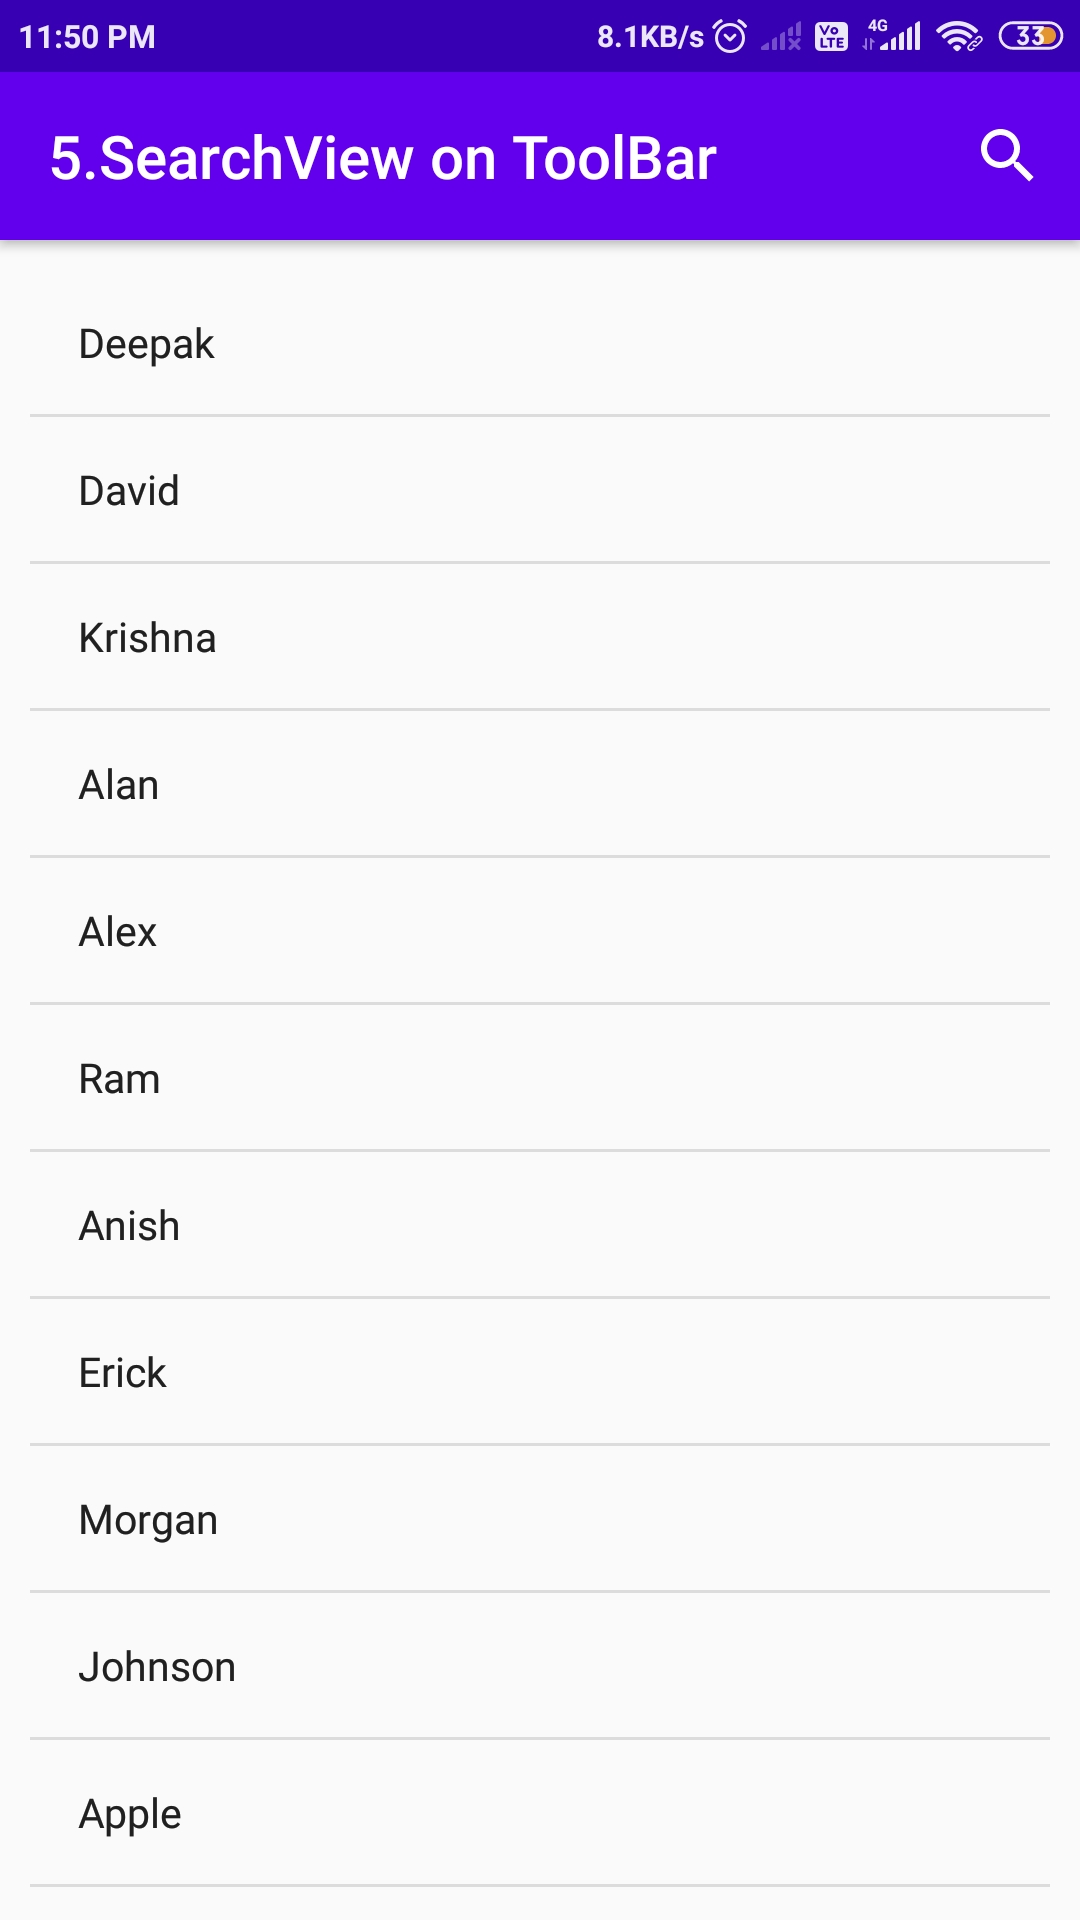 11:50 PM 8.1KB/s Vo LTE 4G 33
5.SearchView on ToolBar
Deepak
David
Krishna
Alan
Alex
Ram
Anish
Erick
Morgan
Johnson
Apple